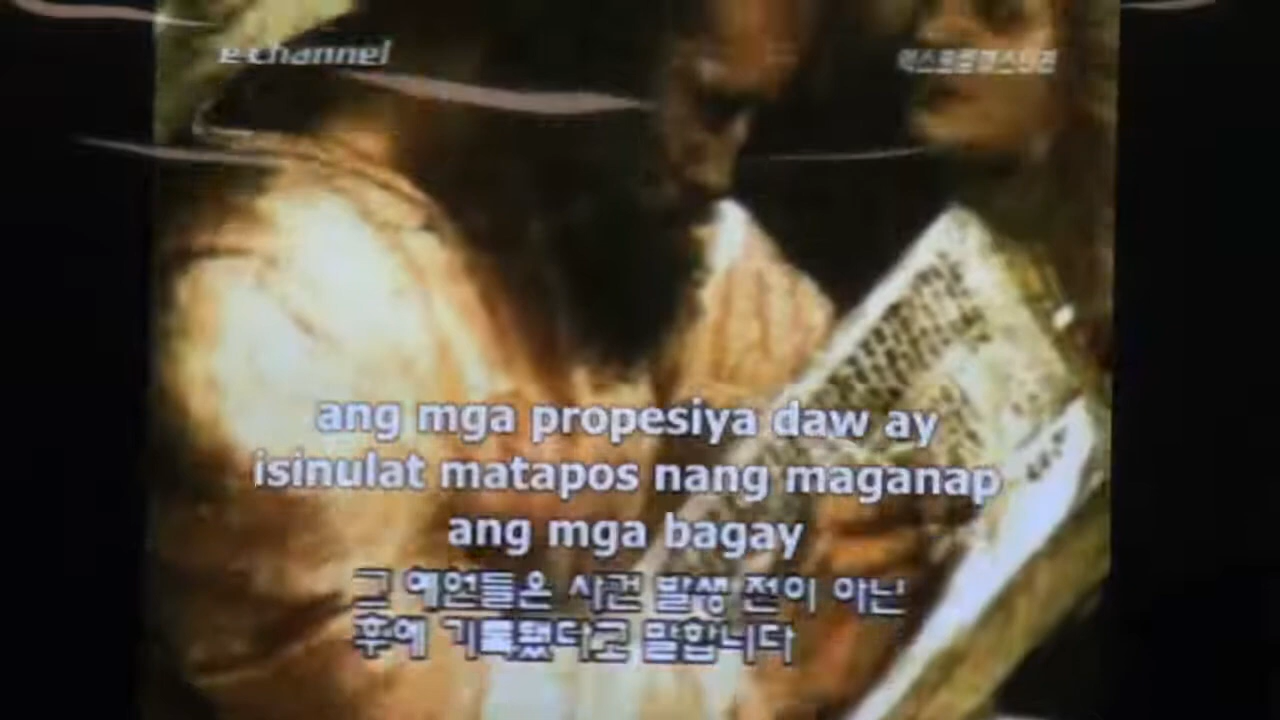 e channel
ang mga propesiya daw ay
isinulat matapos nang maganap
ang mga bagay
그 예언들은 사건 발생 전이 아닌
후에 기록됐다고 말합니다